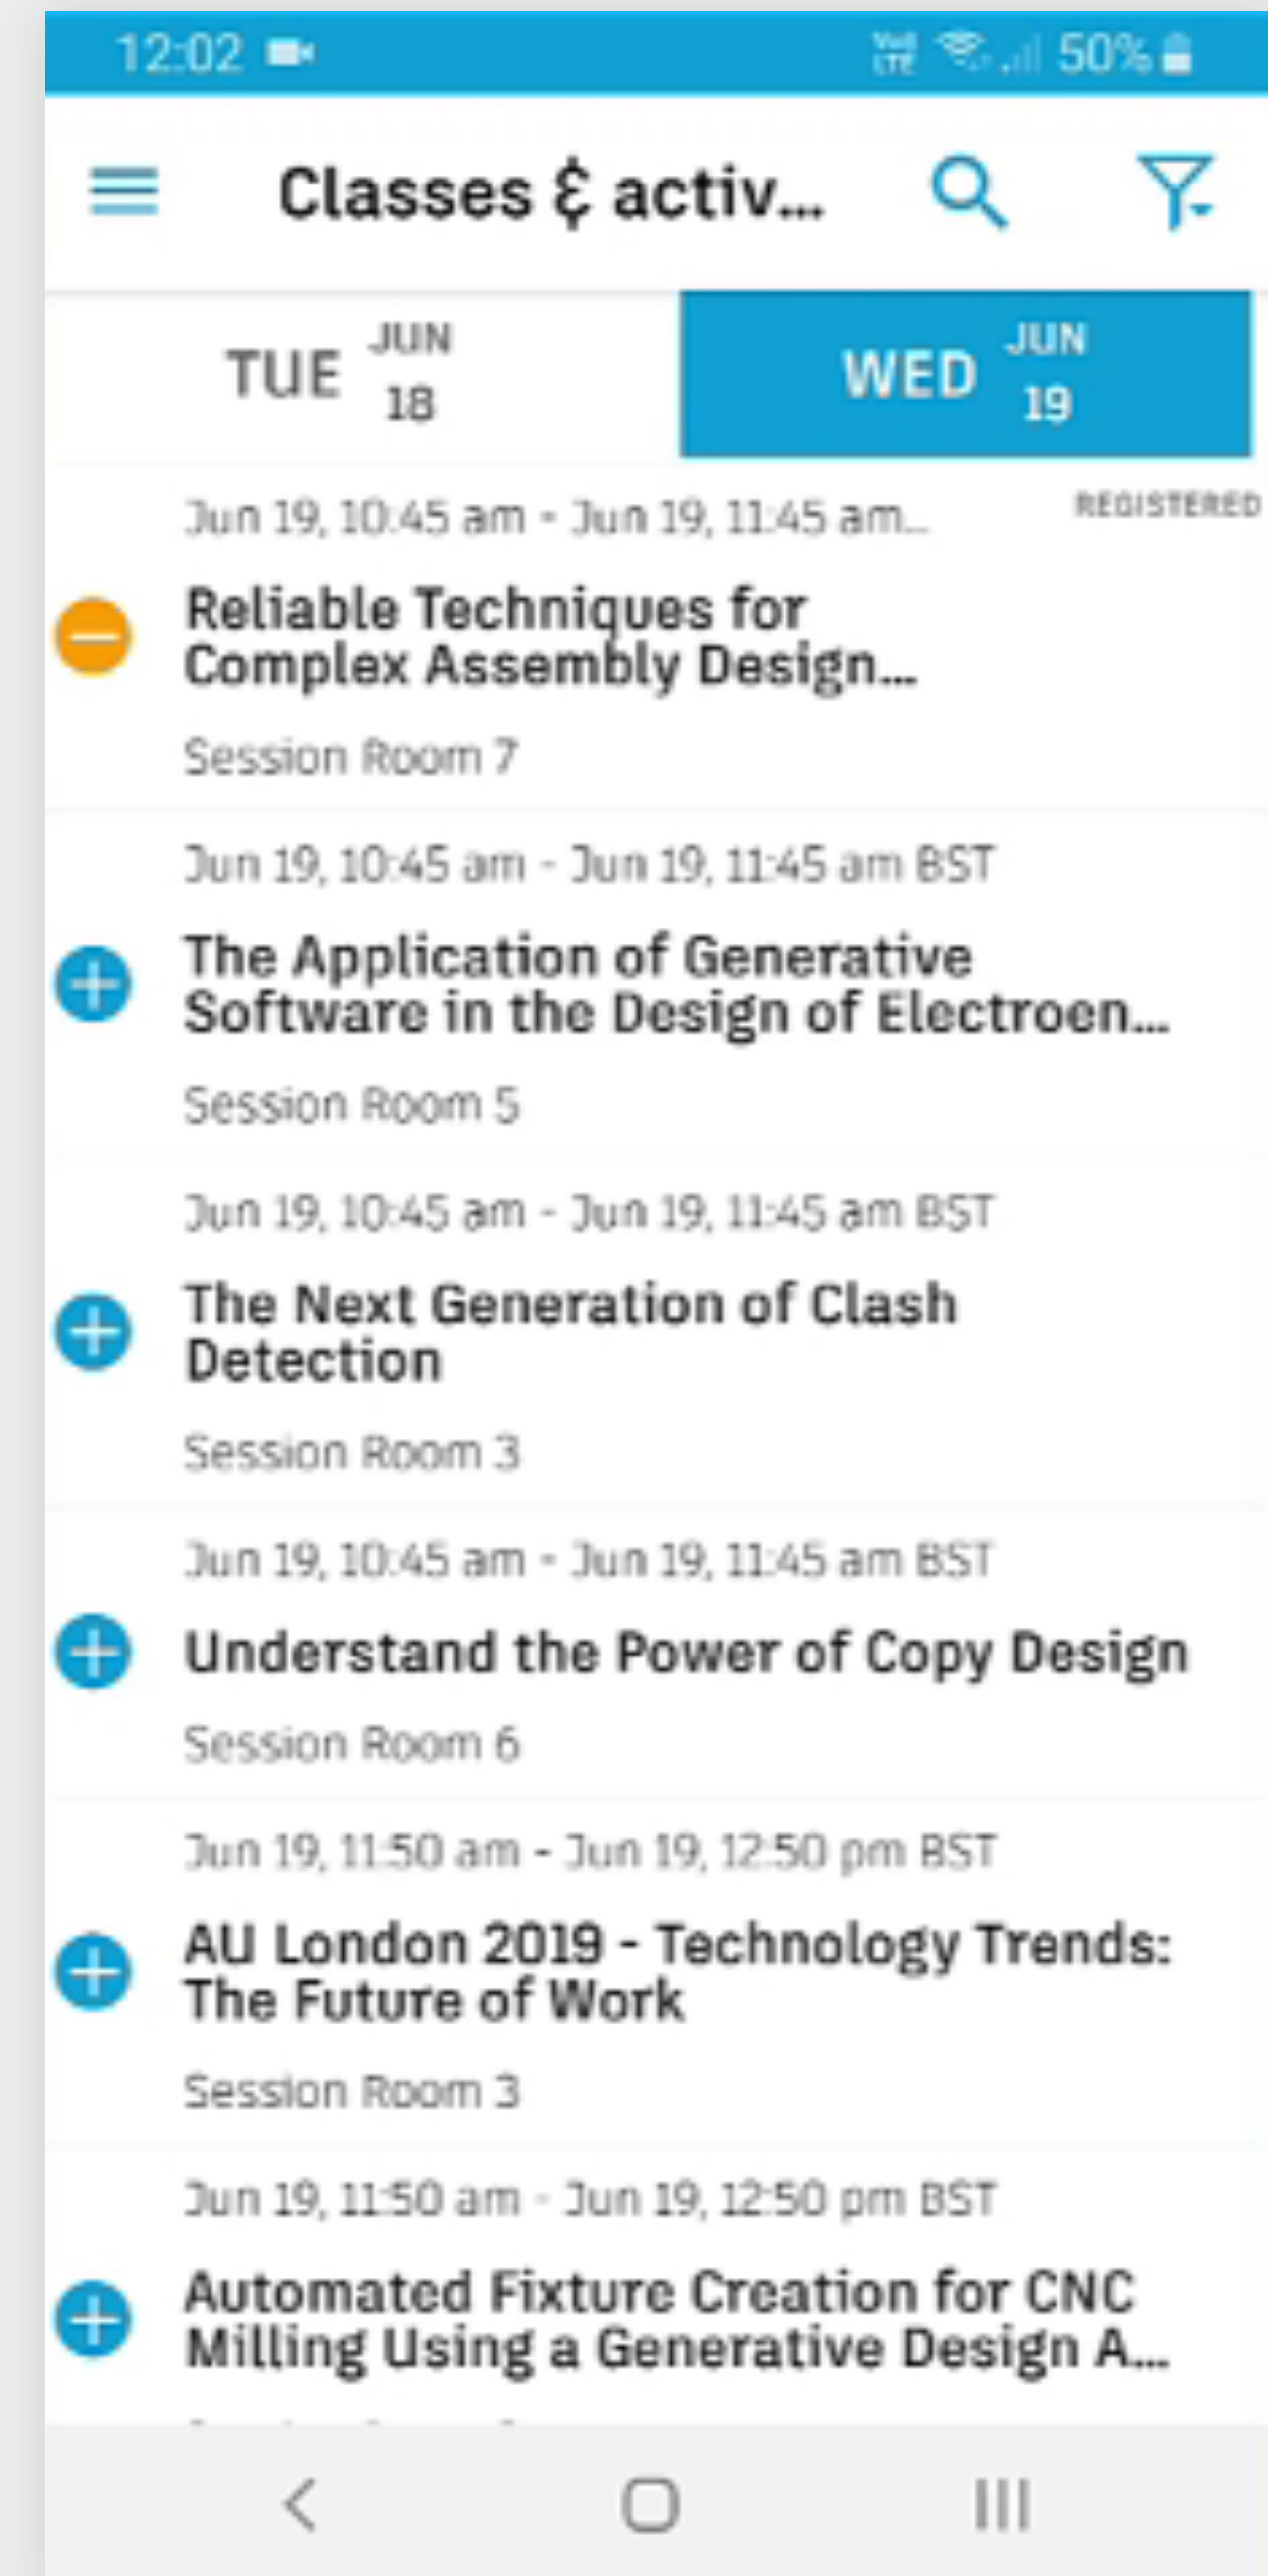 12:02
Vo)) LTE 50%
Classes & activ...
TUE JUN 18
WED JUN 19
Jun 19, 10:45 am - Jun 19, 11:45 am...
REGISTERED
Reliable Techniques for
Complex Assembly Design...
Session Room 7
Jun 19, 10:45 am - Jun 19, 11:45 am BST
The Application of Generative
Software in the Design of Electroen...
Session Room 5
Jun 19, 10:45 am - Jun 19, 11:45 am BST
The Next Generation of Clash
Detection
Session Room 3
Jun 19, 10:45 am - Jun 19, 11:45 am BST
Understand the Power of Copy Design
Session Room 6
Jun 19, 11:50 am - Jun 19, 12:50 pm BST
AU London 2019 - Technology Trends:
The Future of Work
Session Room 3
Jun 19, 11:50 am - Jun 19, 12:50 pm BST
Automated Fixture Creation for CNC
Milling Using a Generative Design A...